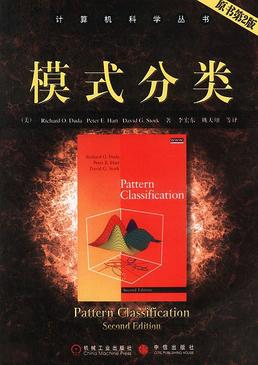 计算机科学丛书
原书第2版
模式分类
(美) Richard O. Duda Peter E. Hart David G. Stork 著 李宏东 姚天翔 等译
Richard O. Duda
Peter E. Hart
David G. Stork
Pattern
Classification
Second Edition
Pattern Classification
Second Edition
机械工业出版社
China Machine Press
中信出版社
CITIC PUBLISHING HOUSE